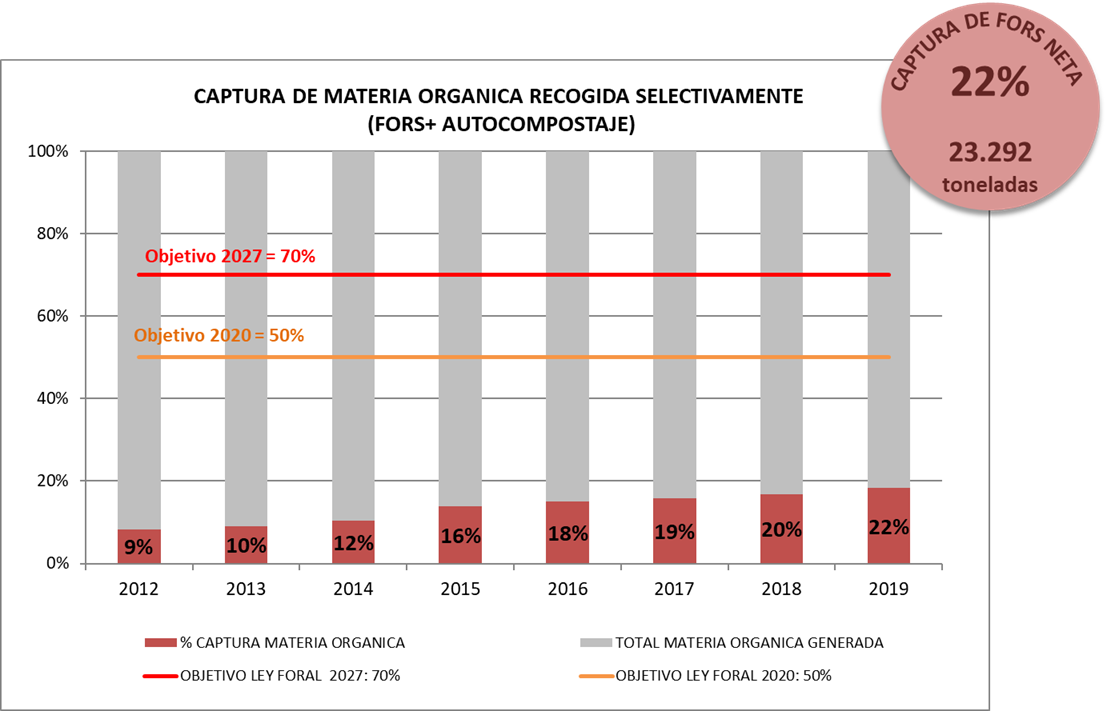 CAPTURA DE FORS NETA
22%
23.292
toneladas
CAPTURA DE MATERIA ORGANICA RECOGIDA SELECTIVAMENTE
(FORS+ AUTOCOMPOSTAJE)
100%
80%
60%
40%
20%
0%
Objetivo 2027 = 70%
Objetivo 2020 = 50%
9%
10%
12%
16%
18%
19%
20%
22%
2012
2013
2014
2015
2016
2017
2018
2019
% CAPTURA MATERIA ORGANICA
TOTAL MATERIA ORGANICA GENERADA
OBJETIVO LEY FORAL 2027: 70%
OBJETIVO LEY FORAL 2020: 50%